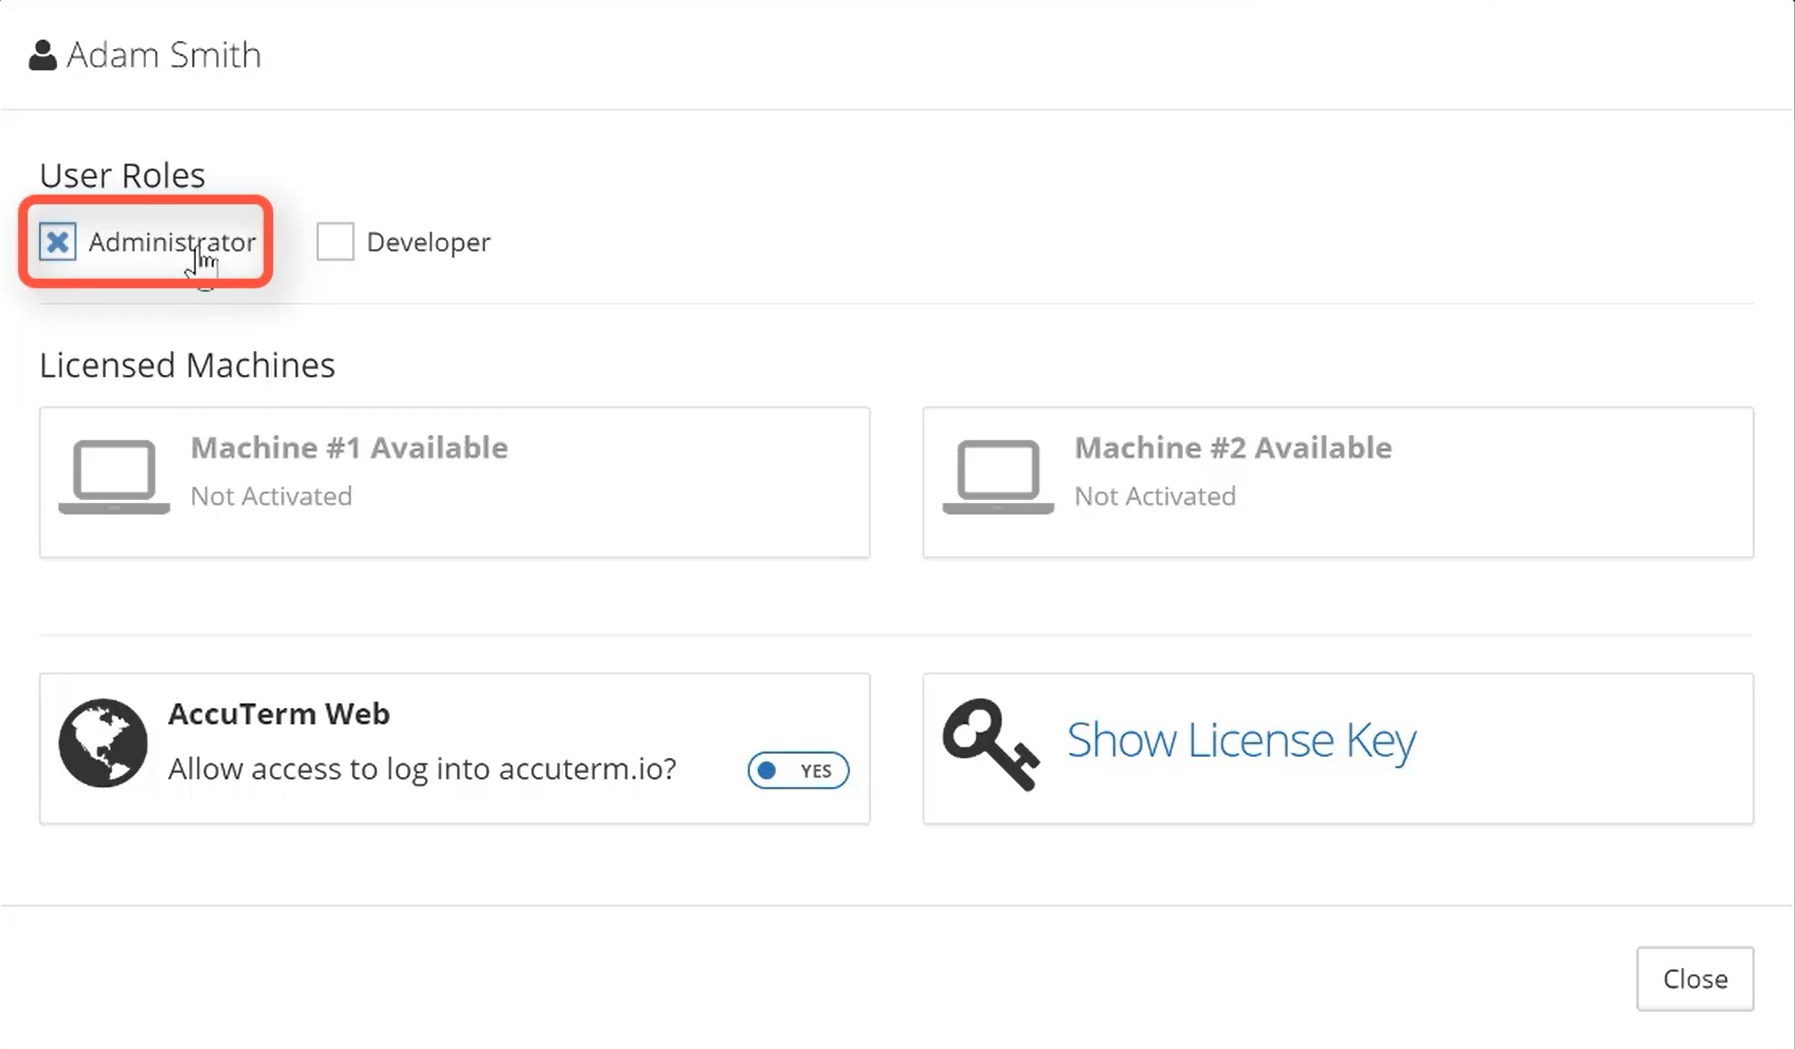 Adam Smith
User Roles
Administrator
Developer
Licensed Machines
Machine #1 Available
Not Activated
Machine #2 Available
Not Activated
AccuTerm Web
Allow access to log into accuterm.io?
YES
Show License Key
Close